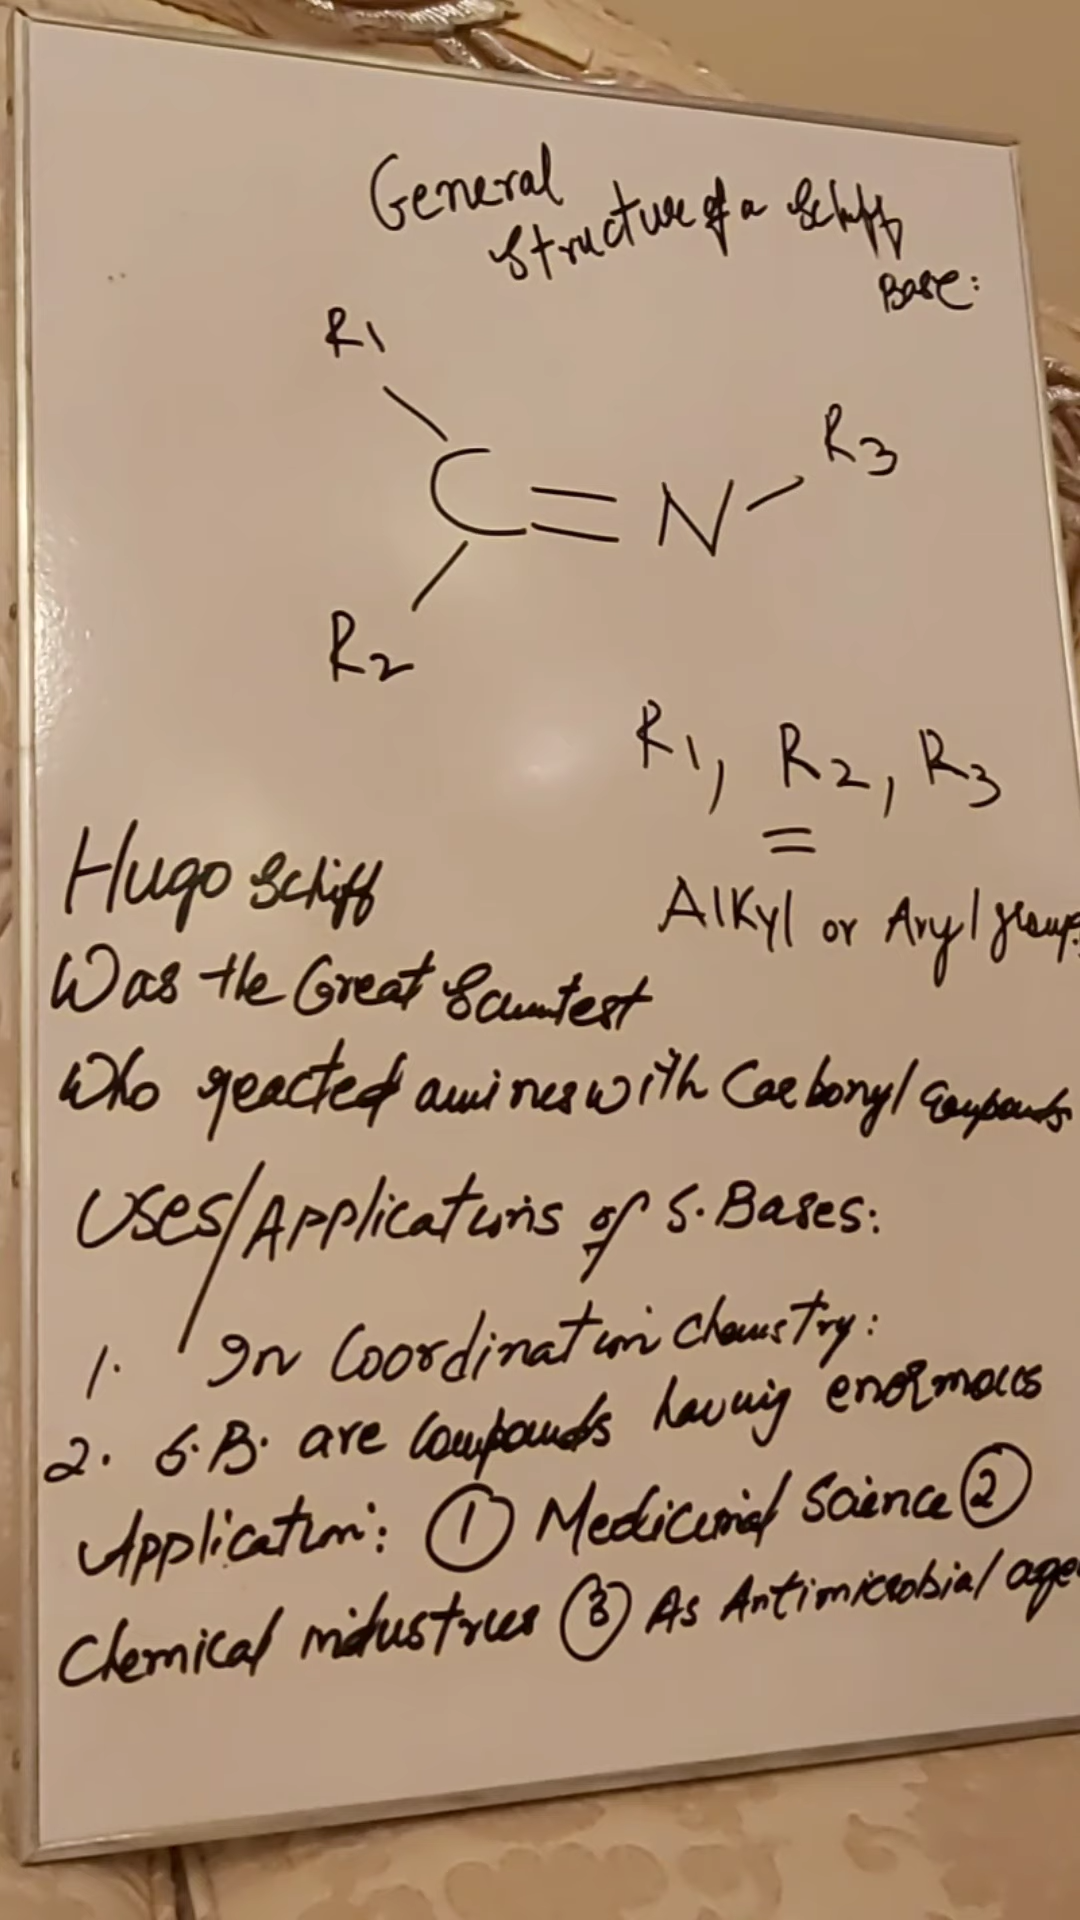 General
Structure of a Schiff
Base:
R1
R3
C=N
R2
R1, R2, R3
=
Alkyl or Aryl group
Hugo Schiff
Was the Great
Who reacted amines with Carbonyl Compounds
Uses/Applications of S. Bases:
1. In Coordination Chemistry:
2. S.B. are Compounds having enormous
Application: ① Medicinal Science ②
Chemical industries ③ As Antimicrobial age